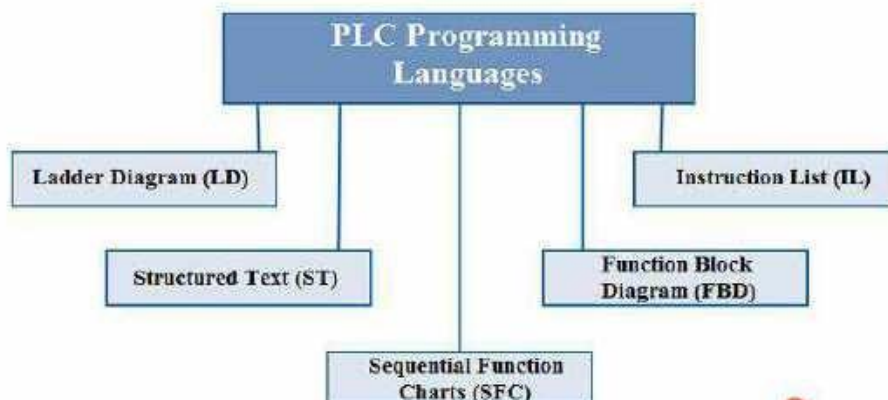 PLC Programming
Languages
Ladder Diagram (LD)
Instruction List (IL)
Structured Text (ST)
Function Block
Diagram (FBD)
Sequential Function
Charts (SFC)